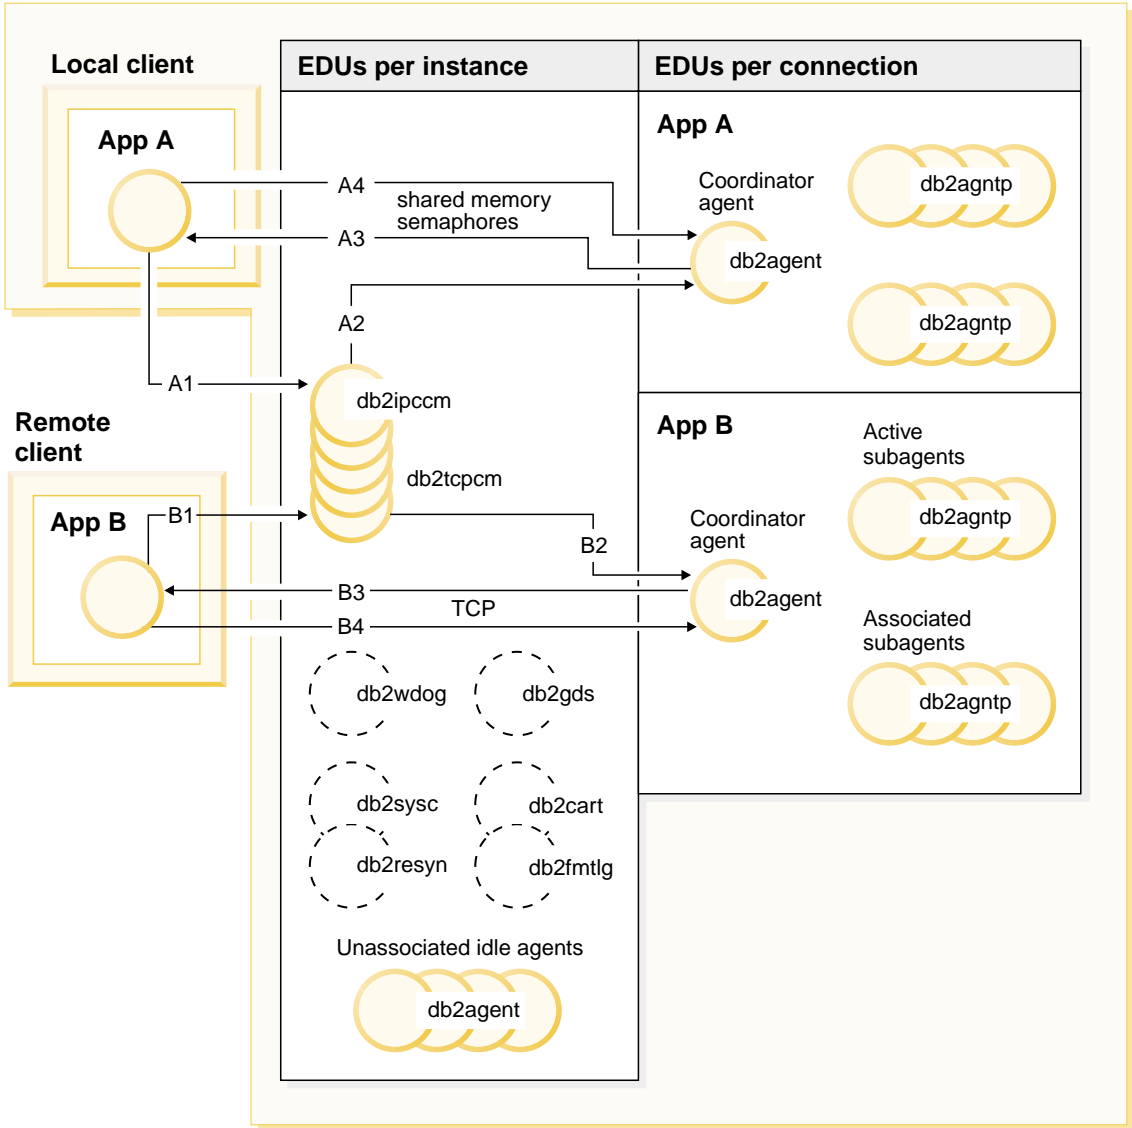 Local client
App A
EDUs per instance
EDUs per connection
A4
shared memory
semaphores
A3
A2
A1
App A
Coordinator
agent
db2agent
db2agntp
db2agntp
db2ipccm
db2tcpcm
Remote
client
App B
B1
B2
B3
TCP
B4
App B
Coordinator
agent
db2agent
Active
subagents
db2agntp
Associated
subagents
db2agntp
db2wdog
db2gds
db2sysc
db2cart
db2resyn
db2fmtlg
Unassociated idle agents
db2agent